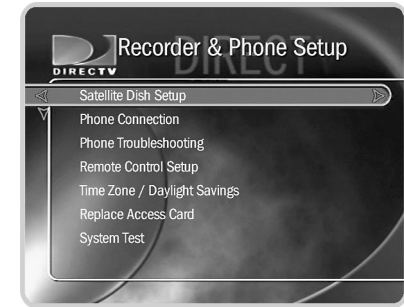 DIRECT
Recorder & Phone Setup
DIRECTV
Satellite Dish Setup
Phone Connection
Phone Troubleshooting
Remote Control Setup
Time Zone / Daylight Savings
Replace Access Card
System Test